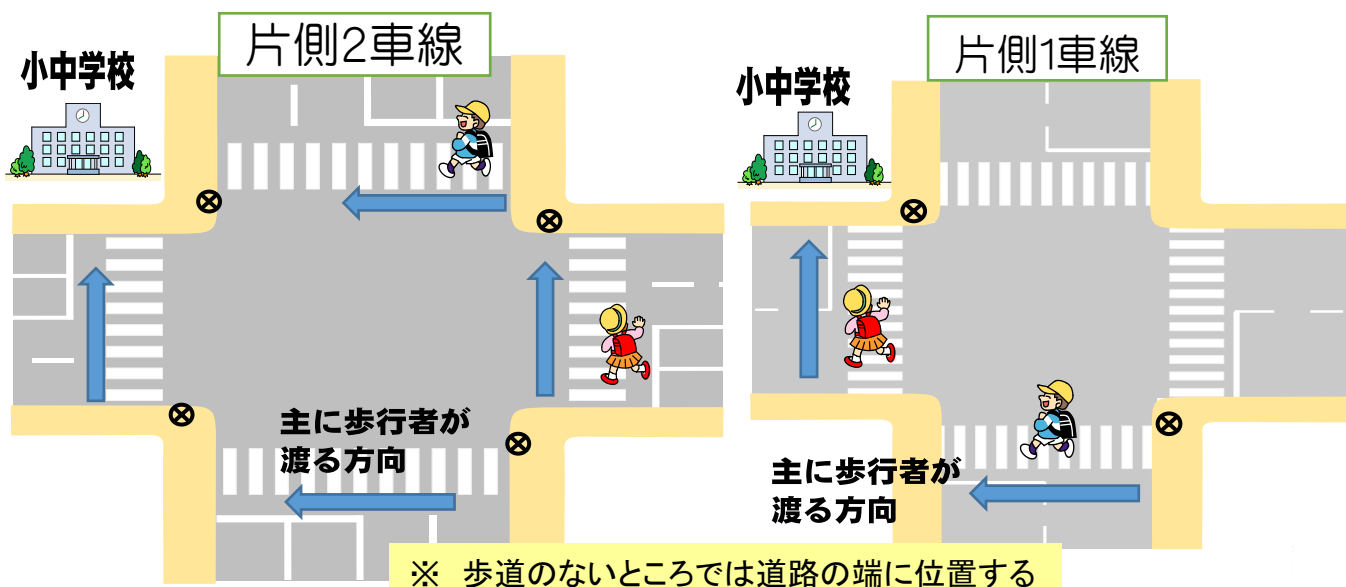 片側2車線
小中学校
主に歩行者が
渡る方向
片側1車線
小中学校
主に歩行者が
渡る方向
※ 歩道のないところでは道路の端に位置する